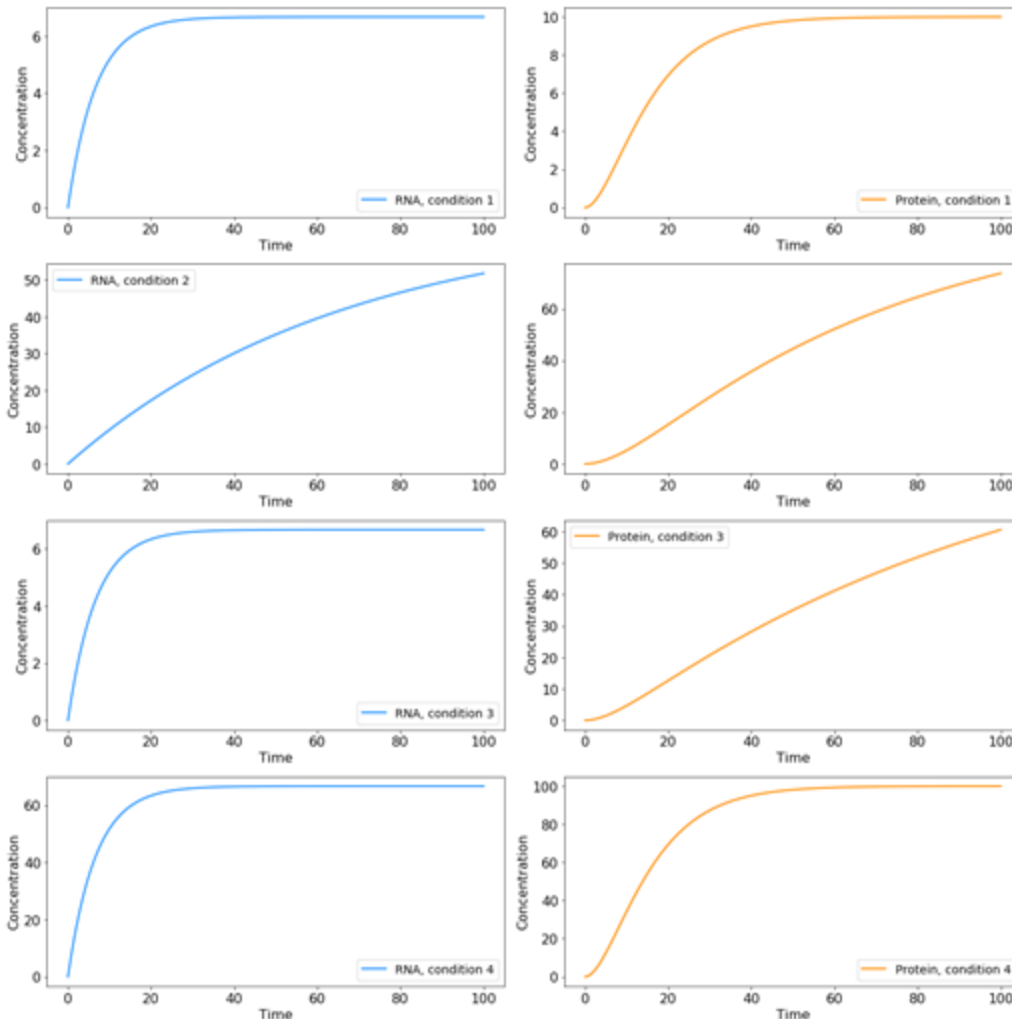 6
4
2
0
Concentration
RNA, condition 1
0 20 40 60 80 100
Time
10
8
6
4
2
0
Concentration
Protein, condition 1
0 20 40 60 80 100
Time
50
40
30
20
10
0
Concentration
RNA, condition 2
0 20 40 60 80 100
Time
60
40
20
0
Concentration
0 20 40 60 80 100
Time
6
4
2
0
Concentration
RNA, condition 3
0 20 40 60 80 100
Time
60
50
40
30
20
10
0
Concentration
Protein, condition 3
0 20 40 60 80 100
Time
60
40
20
0
Concentration
RNA, condition 4
0 20 40 60 80 100
Time
100
80
60
40
20
0
Concentration
Protein, condition 4
0 20 40 60 80 100
Time